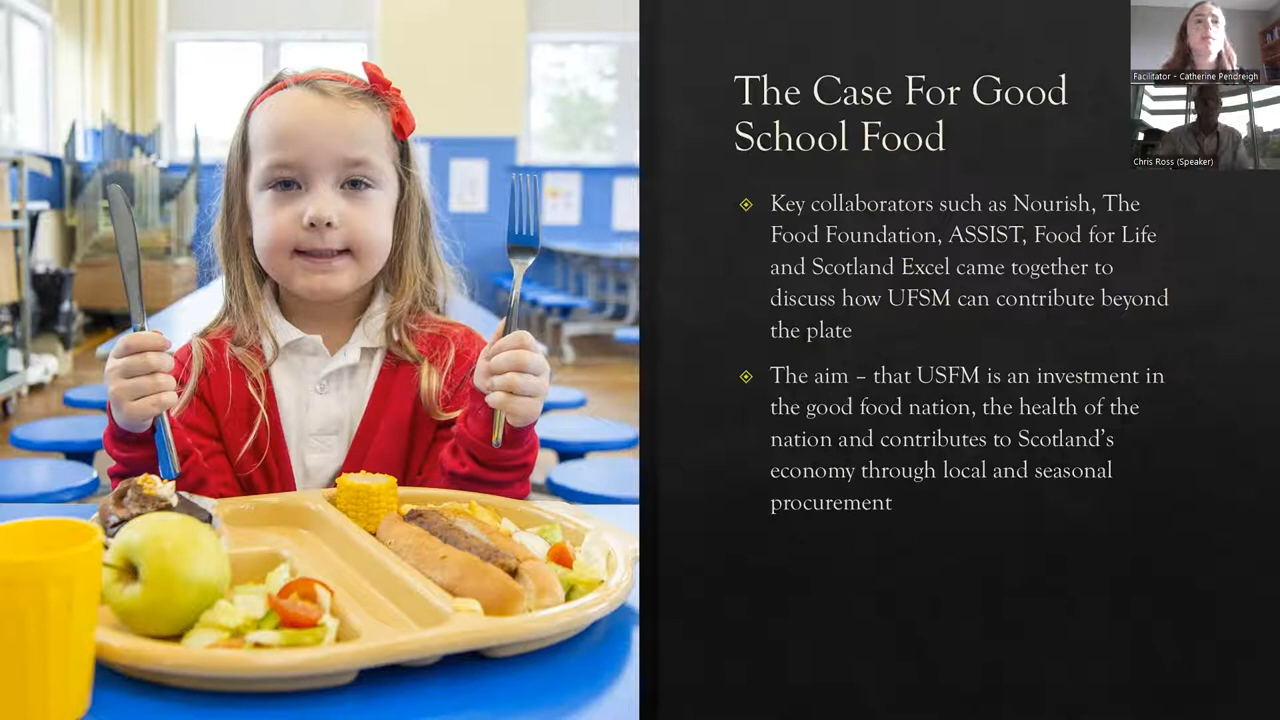 The Case For Good
School Food
Key collaborators such as Nourish, The
Food Foundation, ASSIST, Food for Life
and Scotland Excel came together to
discuss how UFSM can contribute beyond
the plate
The aim – that USFM is an investment in
the good food nation, the health of the
nation and contributes to Scotland's
economy through local and seasonal
procurement
Facilitator - Catherine Pendreigh
Chris Ross (Speaker)